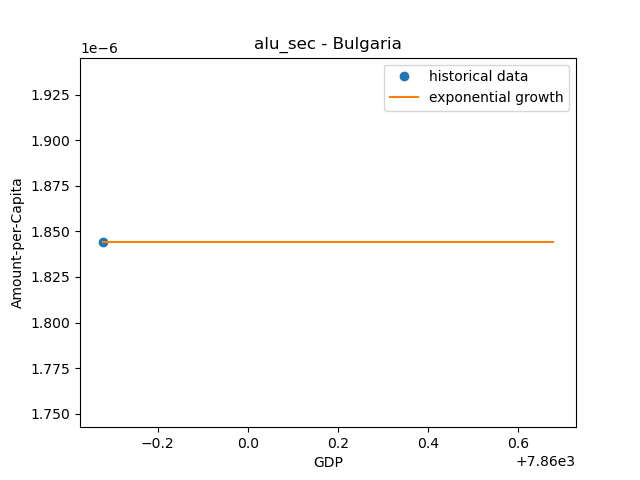 alu_sec - Bulgaria
1e−6
historical data
exponential growth
1.925
1.900
1.875
1.850
1.825
1.800
1.775
1.750
Amount-per-Capita
−0.2 0.0 0.2 0.4 0.6
GDP
+7.86e3